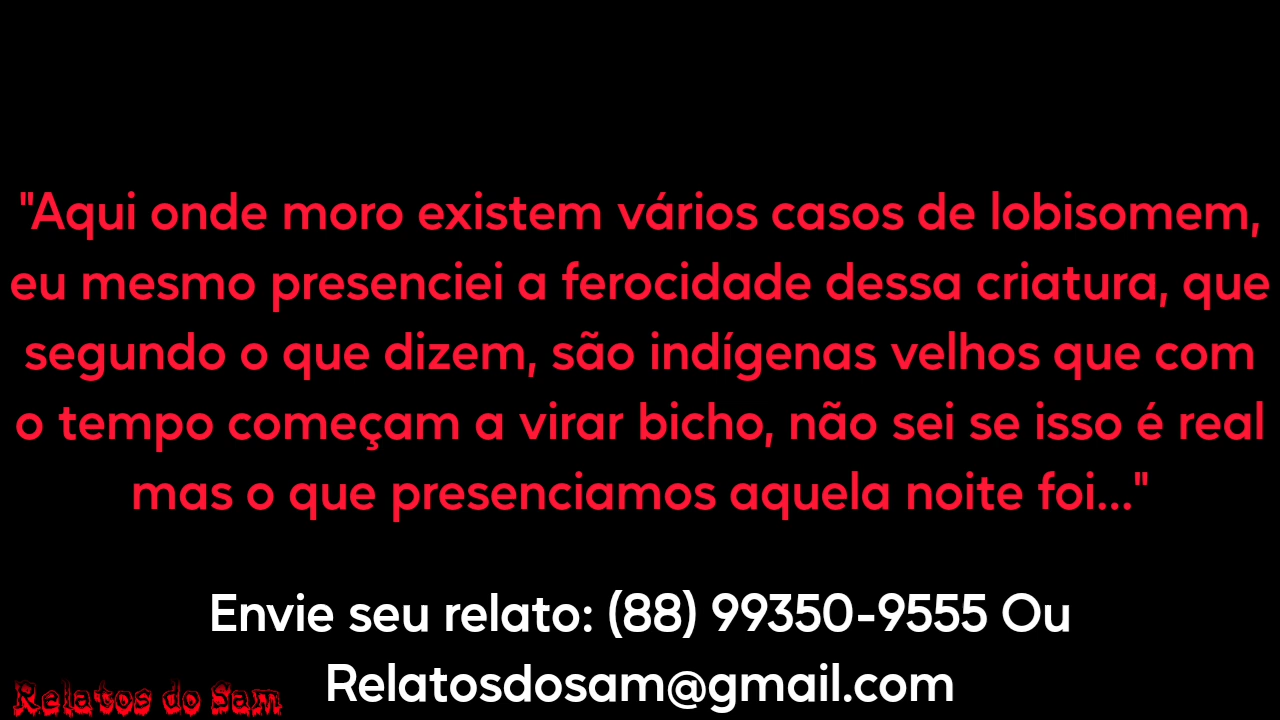 "Aqui onde moro existem vários casos de lobisomem,
eu mesmo presenciei a ferocidade dessa criatura, que
segundo o que dizem, são indígenas velhos que com
o tempo começam a virar bicho, não sei se isso é real
mas o que presenciamos aquela noite foi..."
Envie seu relato: (88) 99350-9555 Ou
Relatosdosam@gmail.com
Relatos do Sam